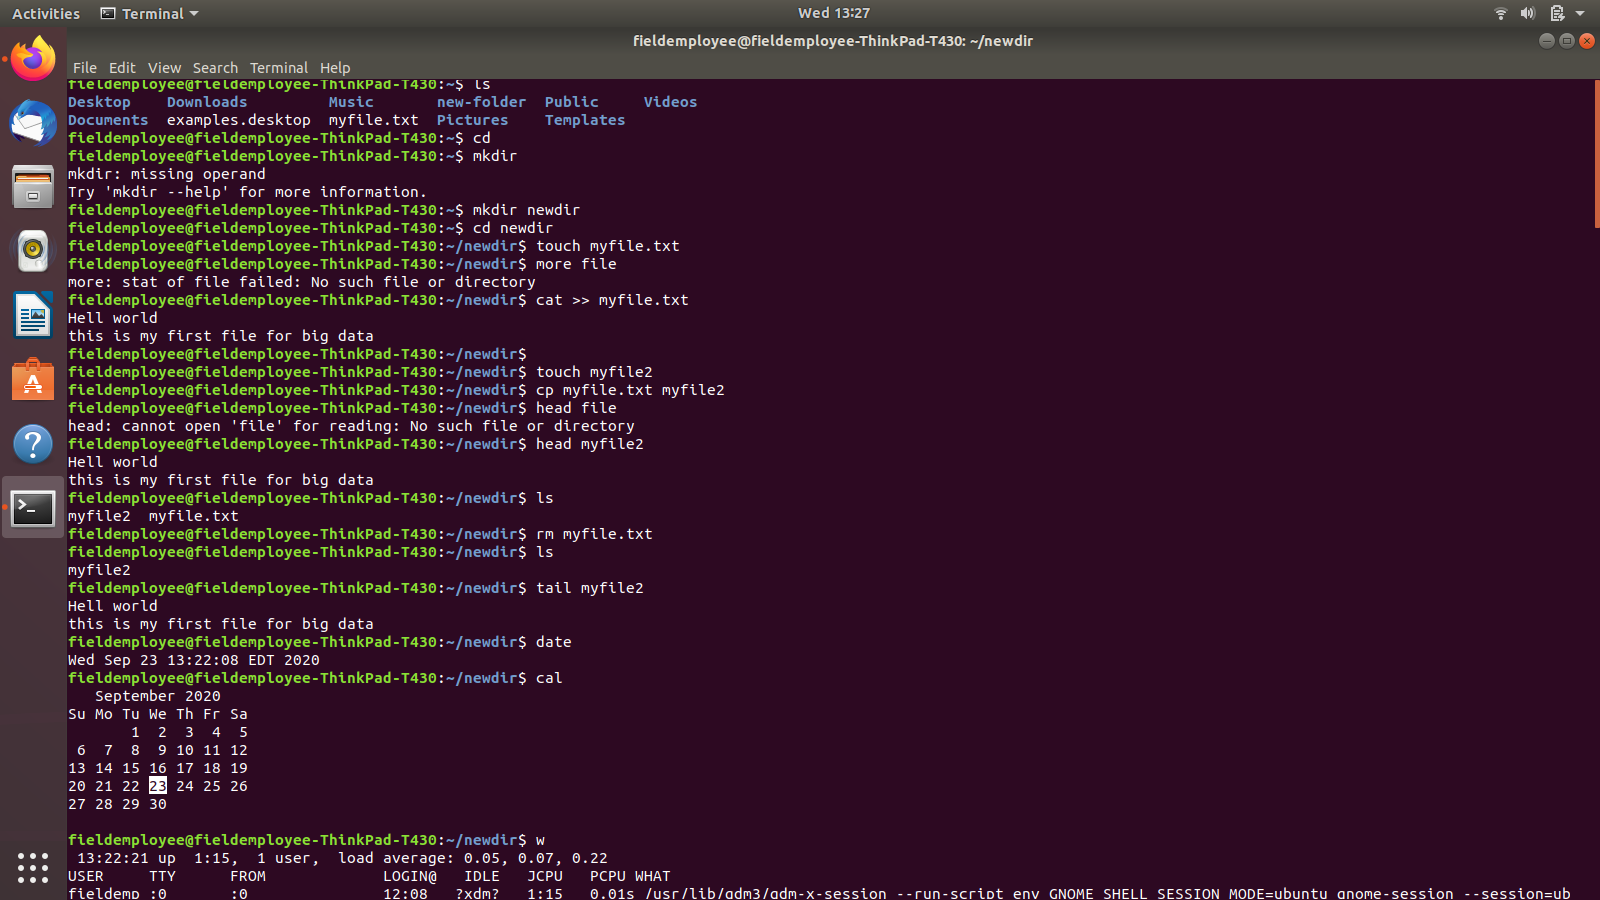 Activities Terminal Wed 13:27
fieldemployee@fieldemployee-ThinkPad-T430: ~/newdir
File Edit View Search Terminal Help
fieldemployee@fieldemployee-ThinkPad-T430:~$ ls
Desktop    Downloads         Music       new-folder  Public     Videos
Documents  examples.desktop  myfile.txt  Pictures    Templates
fieldemployee@fieldemployee-ThinkPad-T430:~$ cd
fieldemployee@fieldemployee-ThinkPad-T430:~$ mkdir
mkdir: missing operand
Try 'mkdir --help' for more information.
fieldemployee@fieldemployee-ThinkPad-T430:~$ mkdir newdir
fieldemployee@fieldemployee-ThinkPad-T430:~$ cd newdir
fieldemployee@fieldemployee-ThinkPad-T430:~/newdir$ touch myfile.txt
fieldemployee@fieldemployee-ThinkPad-T430:~/newdir$ more file
more: stat of file failed: No such file or directory
fieldemployee@fieldemployee-ThinkPad-T430:~/newdir$ cat >> myfile.txt
Hell world
this is my first file for big data
fieldemployee@fieldemployee-ThinkPad-T430:~/newdir$
fieldemployee@fieldemployee-ThinkPad-T430:~/newdir$ touch myfile2
fieldemployee@fieldemployee-ThinkPad-T430:~/newdir$ cp myfile.txt myfile2
fieldemployee@fieldemployee-ThinkPad-T430:~/newdir$ head file
head: cannot open 'file' for reading: No such file or directory
fieldemployee@fieldemployee-ThinkPad-T430:~/newdir$ head myfile2
Hell world
this is my first file for big data
fieldemployee@fieldemployee-ThinkPad-T430:~/newdir$ ls
myfile2  myfile.txt
fieldemployee@fieldemployee-ThinkPad-T430:~/newdir$ rm myfile.txt
fieldemployee@fieldemployee-ThinkPad-T430:~/newdir$ ls
myfile2
fieldemployee@fieldemployee-ThinkPad-T430:~/newdir$ tail myfile2
Hell world
this is my first file for big data
fieldemployee@fieldemployee-ThinkPad-T430:~/newdir$ date
Wed Sep 23 13:22:08 EDT 2020
fieldemployee@fieldemployee-ThinkPad-T430:~/newdir$ cal
   September 2020
Su Mo Tu We Th Fr Sa
       1  2  3  4  5
 6  7  8  9 10 11 12
13 14 15 16 17 18 19
20 21 22 23 24 25 26
27 28 29 30
fieldemployee@fieldemployee-ThinkPad-T430:~/newdir$ w
 13:22:21 up  1:15,  1 user,  load average: 0.05, 0.07, 0.22
USER     TTY      FROM             LOGIN@   IDLE   JCPU   PCPU WHAT
fieldemp :0       :0               12:08   ?xdm?   1:15   0.01s /usr/lib/gdm3/gdm-x-session --run-script env GNOME_SHELL_SESSION_MODE=ubuntu gnome-session --session=ub